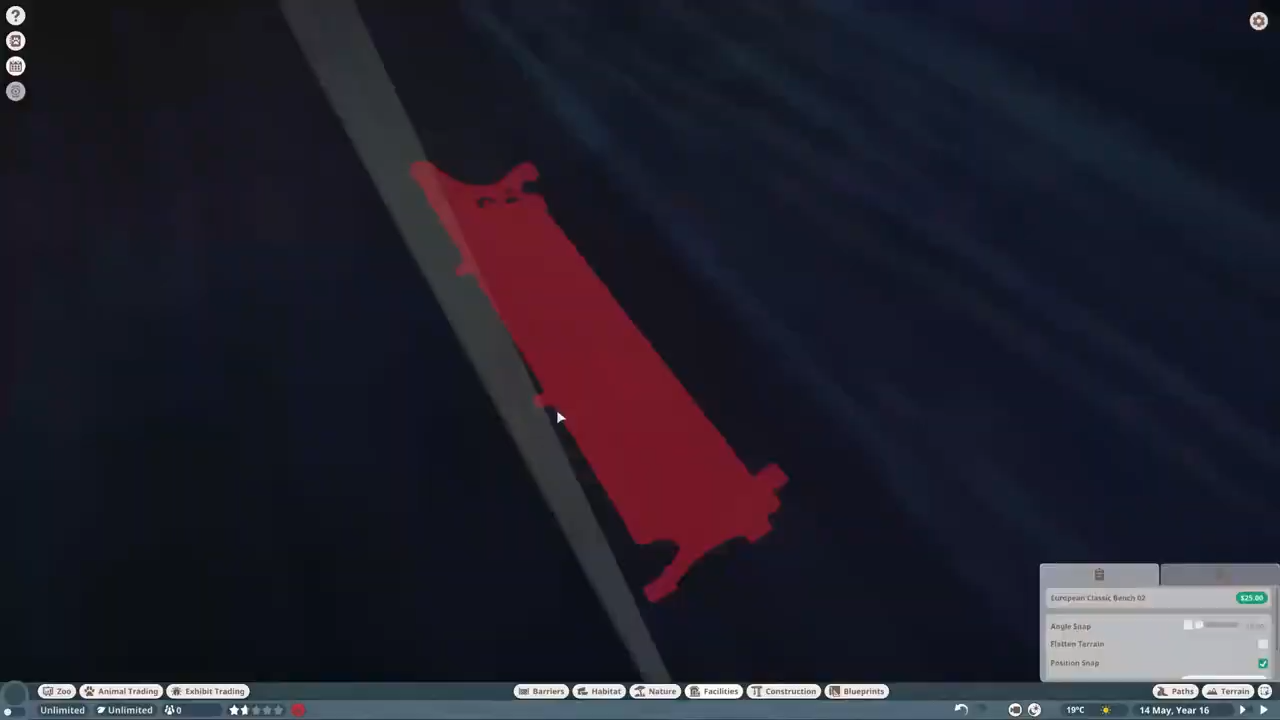 ?
European Classic Bench 02 $25.00
Angle Snap
Flatten Terrain
Position Snap
Zoo Animal Trading Exhibit Trading Barriers Habitat Nature Facilities Construction Blueprints Paths Terrain
Unlimited Unlimited 0 19°C 14 May, Year 16